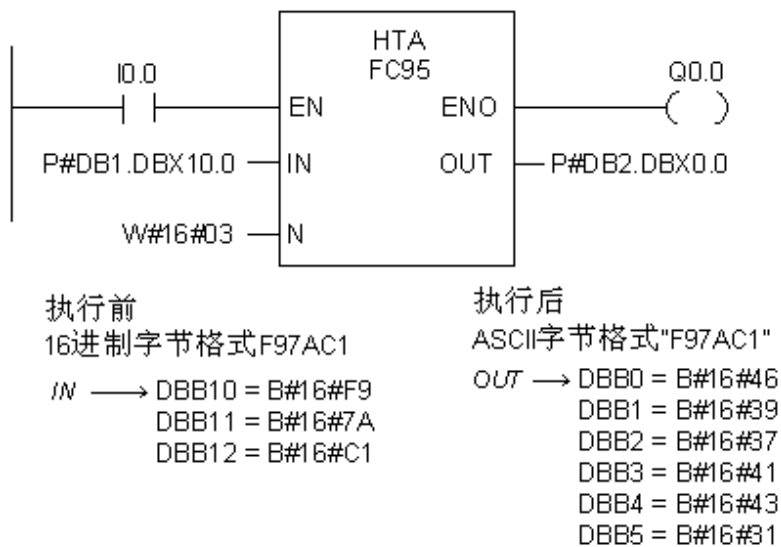 HTA
FC95
I0.0
Q0.0
EN
ENO
P#DB1.DBX10.0
IN
OUT
P#DB2.DBX0.0
W#16#03
N
执行前
16进制字节格式F97AC1
IN
DBB10 = B#16#F9
DBB11 = B#16#7A
DBB12 = B#16#C1
执行后
ASCII字节格式"F97AC1"
OUT
DBB0 = B#16#46
DBB1 = B#16#39
DBB2 = B#16#37
DBB3 = B#16#41
DBB4 = B#16#43
DBB5 = B#16#31